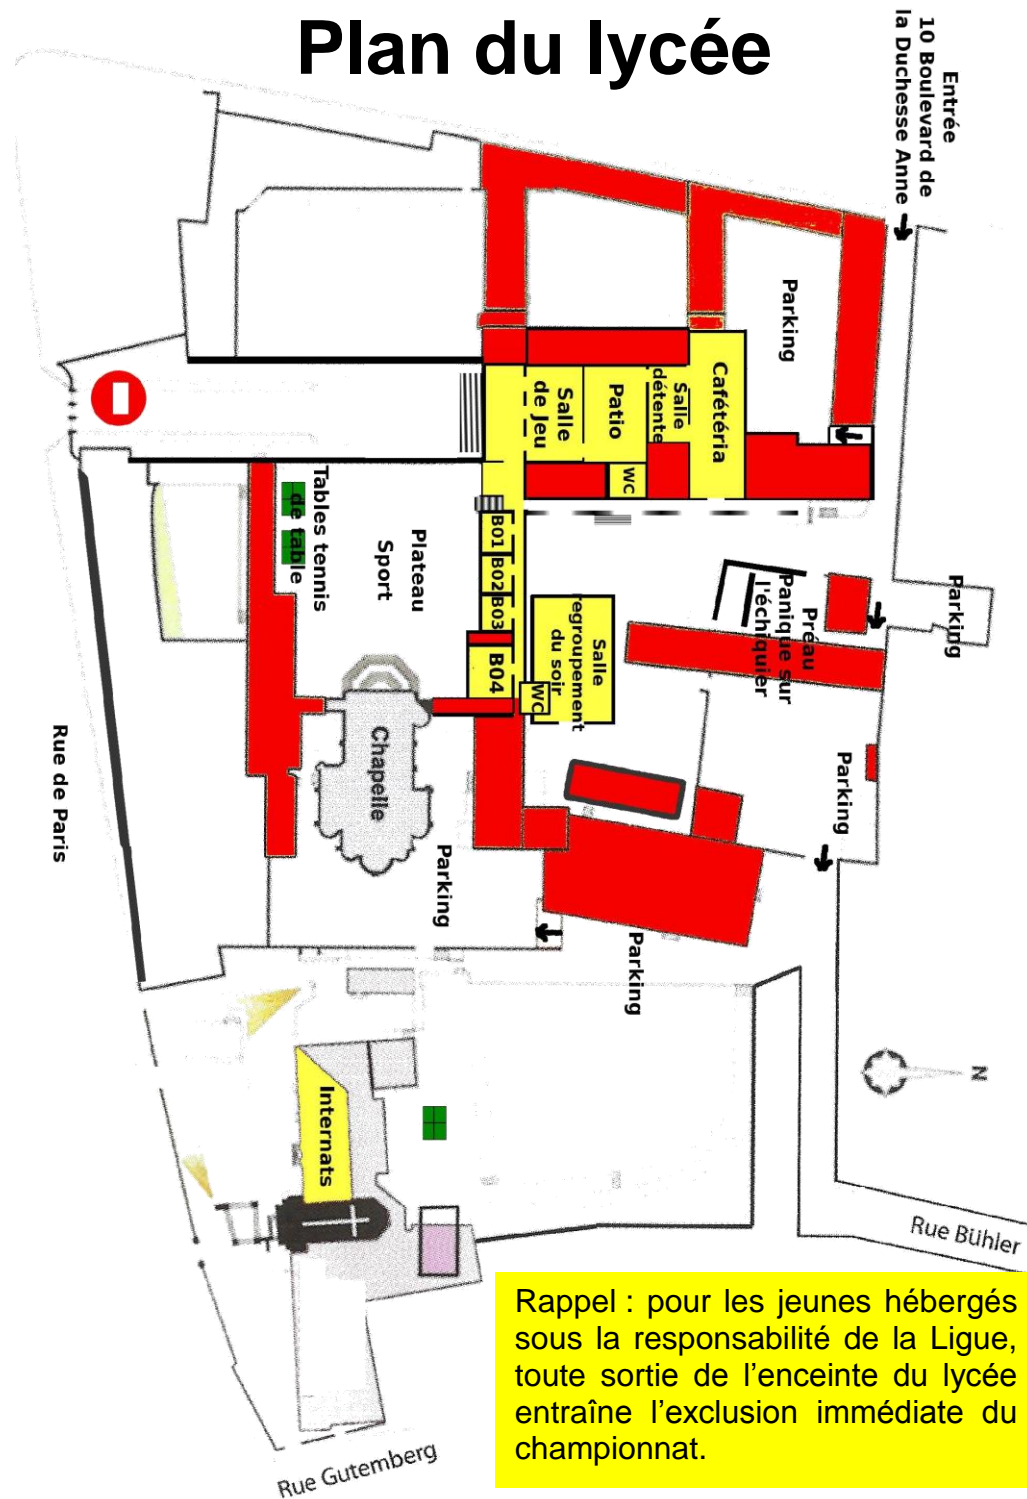 Plan du lycée
Entrée
10 Boulevard de
la Duchesse Anne
Parking
Cafétéria
Salle
détente
Patio
Salle
de Jeu
WC
Tables tennis
de table
Plateau
Sport
B01
B02
B03
B04
Salle
regroupement
du soir
WC
Préau
Panique sur
l'échiquier
Parking
Parking
Chapelle
Parking
Parking
Rue de Paris
Internats
N
Rue Bühler
Rue Gutemberg
Rappel : pour les jeunes hébergés
sous la responsabilité de la Ligue,
toute sortie de l’enceinte du lycée
entraîne l’exclusion immédiate du
championnat.